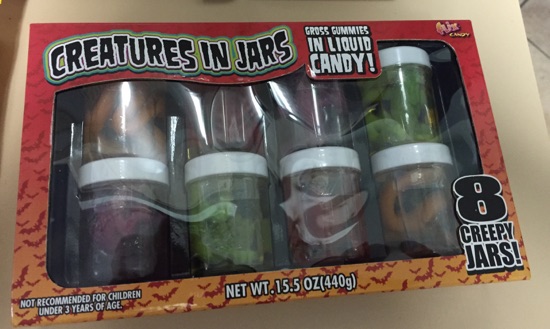 CREATURES IN JARS
GROSS GUMMIES
IN LIQUID
CANDY!
CANDY
8
CREEPY
JARS!
NET WT. 15.5 OZ(440g)
NOT RECOMMENDED FOR CHILDREN
UNDER 3 YEARS OF AGE.